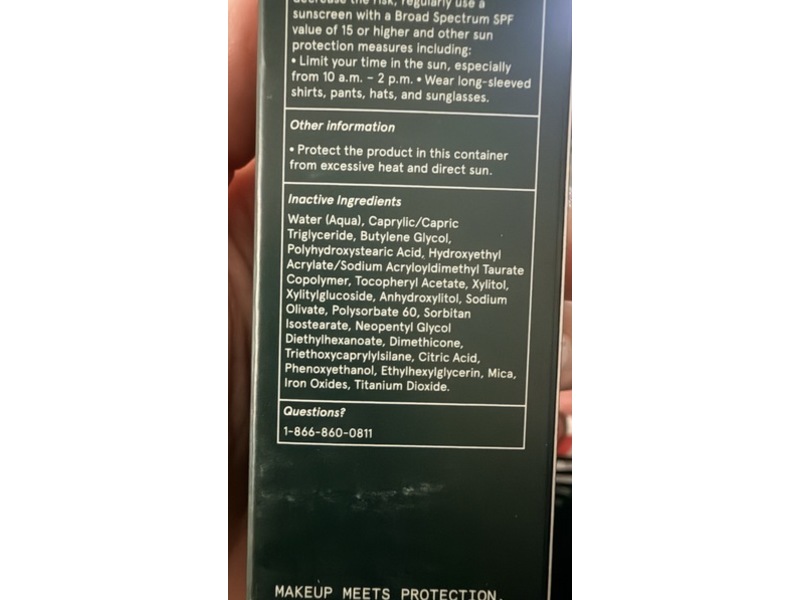 decrease the risk, regularly use a
sunscreen with a Broad Spectrum SPF
value of 15 or higher and other sun
protection measures including:
• Limit your time in the sun, especially
from 10 a.m. – 2 p.m. • Wear long-sleeved
shirts, pants, hats, and sunglasses.
Other information
• Protect the product in this container
from excessive heat and direct sun.
Inactive Ingredients
Water (Aqua), Caprylic/Capric
Triglyceride, Butylene Glycol,
Polyhydroxystearic Acid, Hydroxyethyl
Acrylate/Sodium Acryloyldimethyl Taurate
Copolymer, Tocopheryl Acetate, Xylitol,
Xylitylglucoside, Anhydroxylitol, Sodium
Olivate, Polysorbate 60, Sorbitan
Isostearate, Neopentyl Glycol
Diethylhexanoate, Dimethicone,
Triethoxycaprylylsilane, Citric Acid,
Phenoxyethanol, Ethylhexylglycerin, Mica,
Iron Oxides, Titanium Dioxide.
Questions?
1-866-860-0811
MAKEUP MEETS PROTECTION.